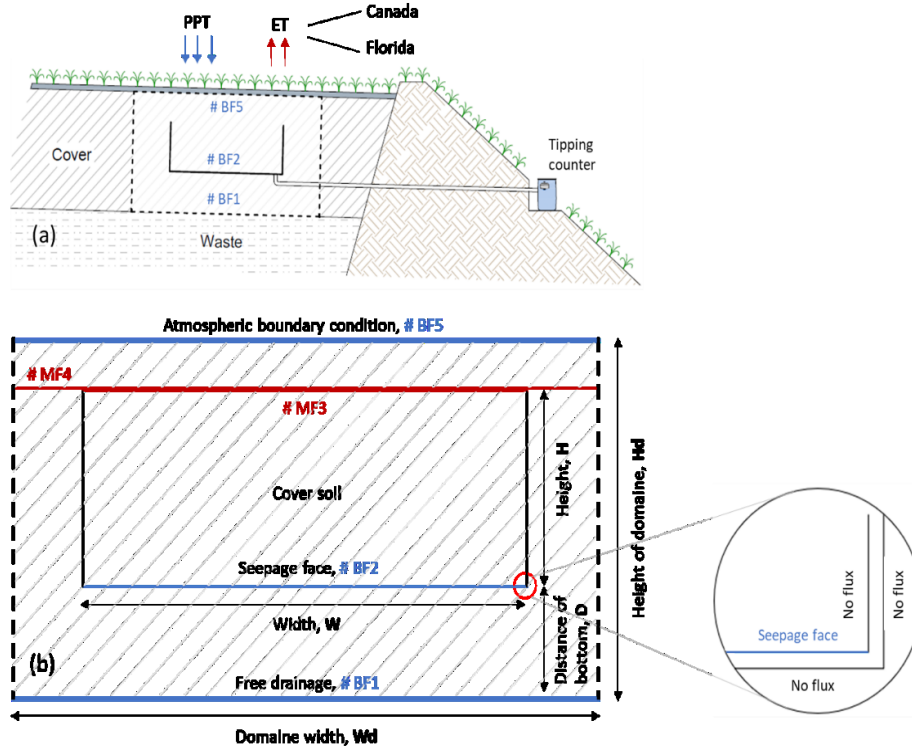 PPT
ET
Canada
Florida
# BF5
Cover
# BF2
# BF1
Tipping
counter
Waste
(a)
Atmospheric boundary condition, # BF5
# MF4
# MF3
Height, H
Height of domaine, Hd
Cover soil
Seepage face, # BF2
Width, W
Distance of
bottom, D
(b)
Free drainage, # BF1
Domaine width, Wd
No flux
No flux
Seepage face
No flux